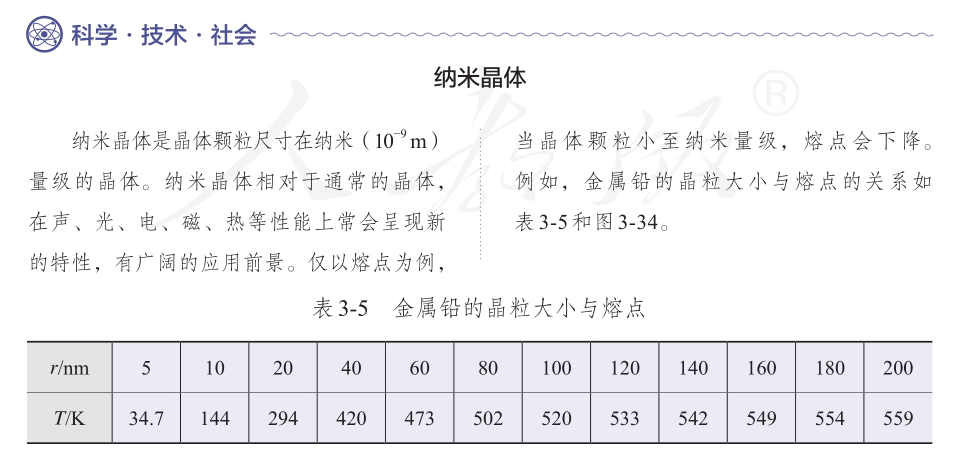 科学·技术·社会
纳米晶体
纳米晶体是晶体颗粒尺寸在纳米（10⁻⁹ m）
量级的晶体。纳米晶体相对于通常的晶体，
在声、光、电、磁、热等性能上常会呈现新
的特性，有广阔的应用前景。仅以熔点为例，
当晶体颗粒小至纳米量级，熔点会下降。
例如，金属铅的晶粒大小与熔点的关系如
表3-5和图3-34。
表3-5 金属铅的晶粒大小与熔点
r/nm 5 10 20 40 60 80 100 120 140 160 180 200
T/K 34.7 144 294 420 473 502 520 533 542 549 554 559
人教版®